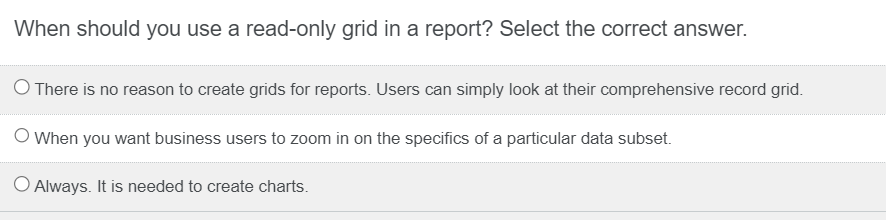 When should you use a read-only grid in a report? Select the correct answer.
There is no reason to create grids for reports. Users can simply look at their comprehensive record grid.
When you want business users to zoom in on the specifics of a particular data subset.
Always. It is needed to create charts.